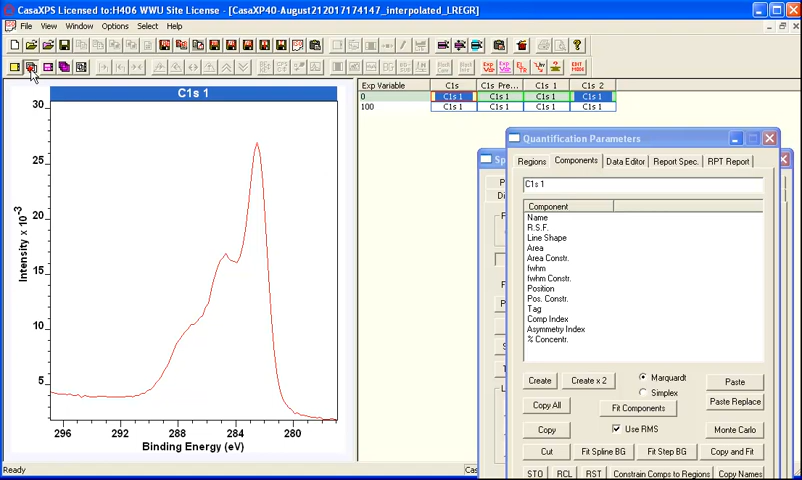 CasaXPS Licensed to:H406 WWU Site License - [CasaXP40-August212017174147_interpolated_LREGR]
File View Window Options Select Help
C1s 1
Intensity x 10⁻³
30
25
20
15
10
5
296 292 288 284 280
Binding Energy (eV)
Exp Variable C1s C1s Pre... C1s 1 C1s 2
0 C1s 1 C1s 1 C1s 1 C1s 1
100 C1s 1 C1s 1 C1s 1 C1s 1
Quantification Parameters
Regions Components Data Editor Report Spec. RPT Report
C1s 1
Component
Name
R.S.F.
Line Shape
Area
Area Constr.
fwhm
fwhm Constr.
Position
Pos. Constr.
Tag
Comp Index
Asymmetry Index
% Concentr.
Create Create x 2 Marquardt Paste
Simplex
Copy All Fit Components Paste Replace
Copy Use RMS Monte Carlo
Cut Fit Spline BG Fit Step BG Copy and Fit
STO RCL RST Constrain Comps to Regions Copy Names
Ready